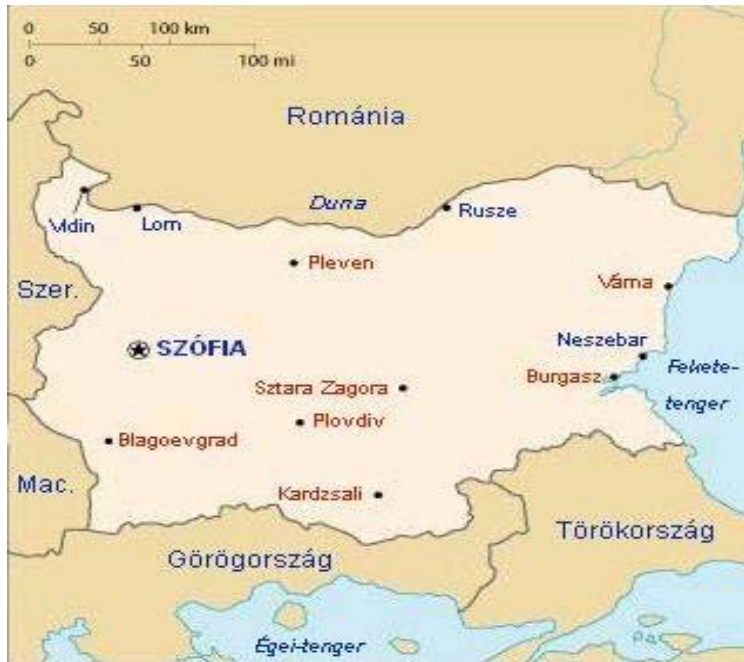 0 50 100 km
0 50 100 mi
Románia
Duna
Vidin
Lom
Rusze
Pleven
Szer.
Várna
SZÓFIA
Neszebar
Burgasz
Fekete-
tenger
Sztara Zagora
Plovdiv
Blagoevgrad
Mac.
Kardzsali
Törökország
Görögország
Égei-tenger